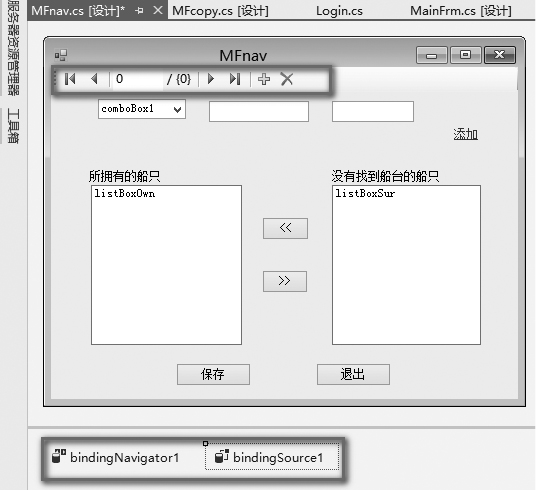 MFnav.cs [设计]* MFcopy.cs [设计] Login.cs MainFrm.cs [设计]
服务器资源管理器
工具箱
MFnav
0 / {0}
comboBox1
添加
所拥有的船只 没有找到船台的船只
listBoxOwn listBoxSur
<<
>>
保存 退出
bindingNavigator1 bindingSource1